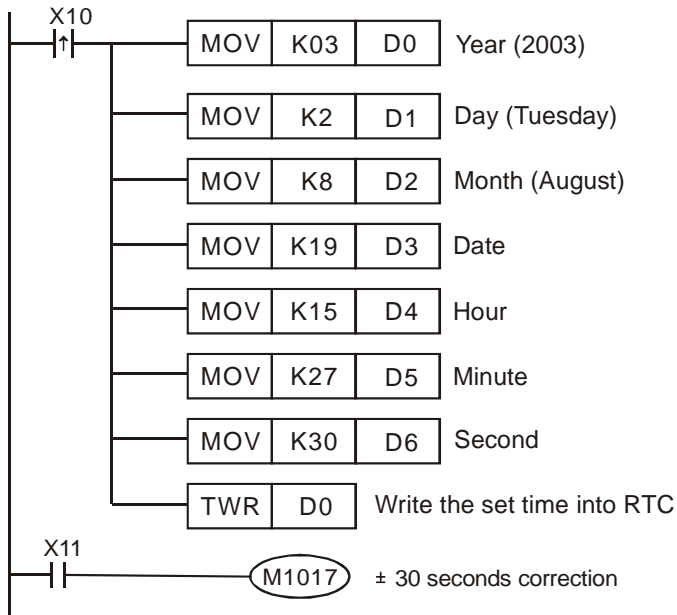 X10
↑ MOV K03 D0 Year (2003)
MOV K2 D1 Day (Tuesday)
MOV K8 D2 Month (August)
MOV K19 D3 Date
MOV K15 D4 Hour
MOV K27 D5 Minute
MOV K30 D6 Second
TWR D0 Write the set time into RTC
X11
M1017 ± 30 seconds correction